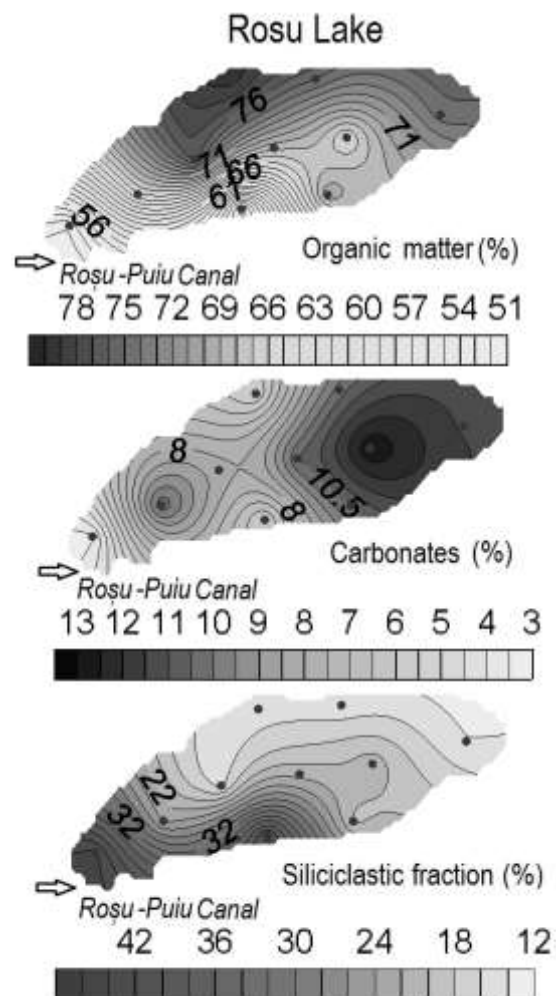 Rosu Lake
76
71
71
66
61
56
Organic matter (%)
Roșu-Puiu Canal
78 75 72 69 66 63 60 57 54 51
8
10.5
8
Carbonates (%)
Roșu-Puiu Canal
13 12 11 10 9 8 7 6 5 4 3
22
32
32
Siliciclastic fraction (%)
Roșu-Puiu Canal
42 36 30 24 18 12